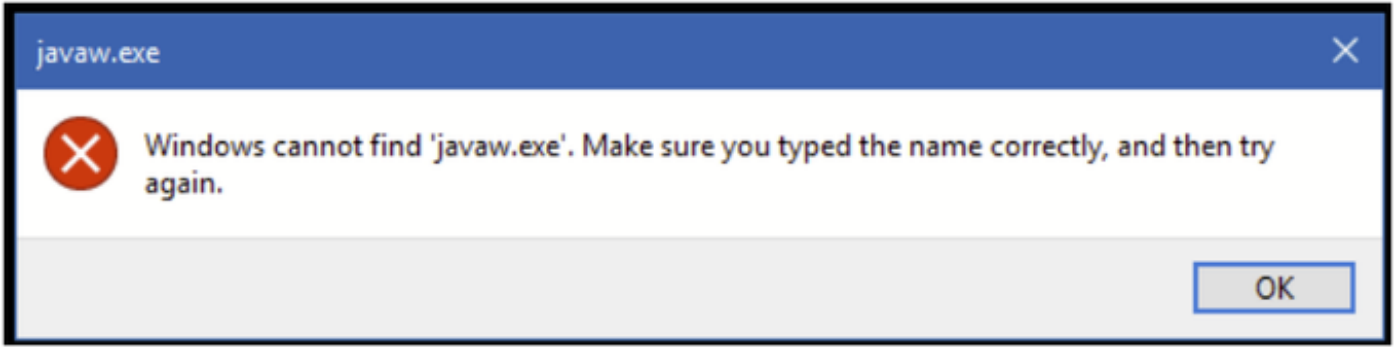 javaw.exe
Windows cannot find 'javaw.exe'. Make sure you typed the name correctly, and then try
again.
OK